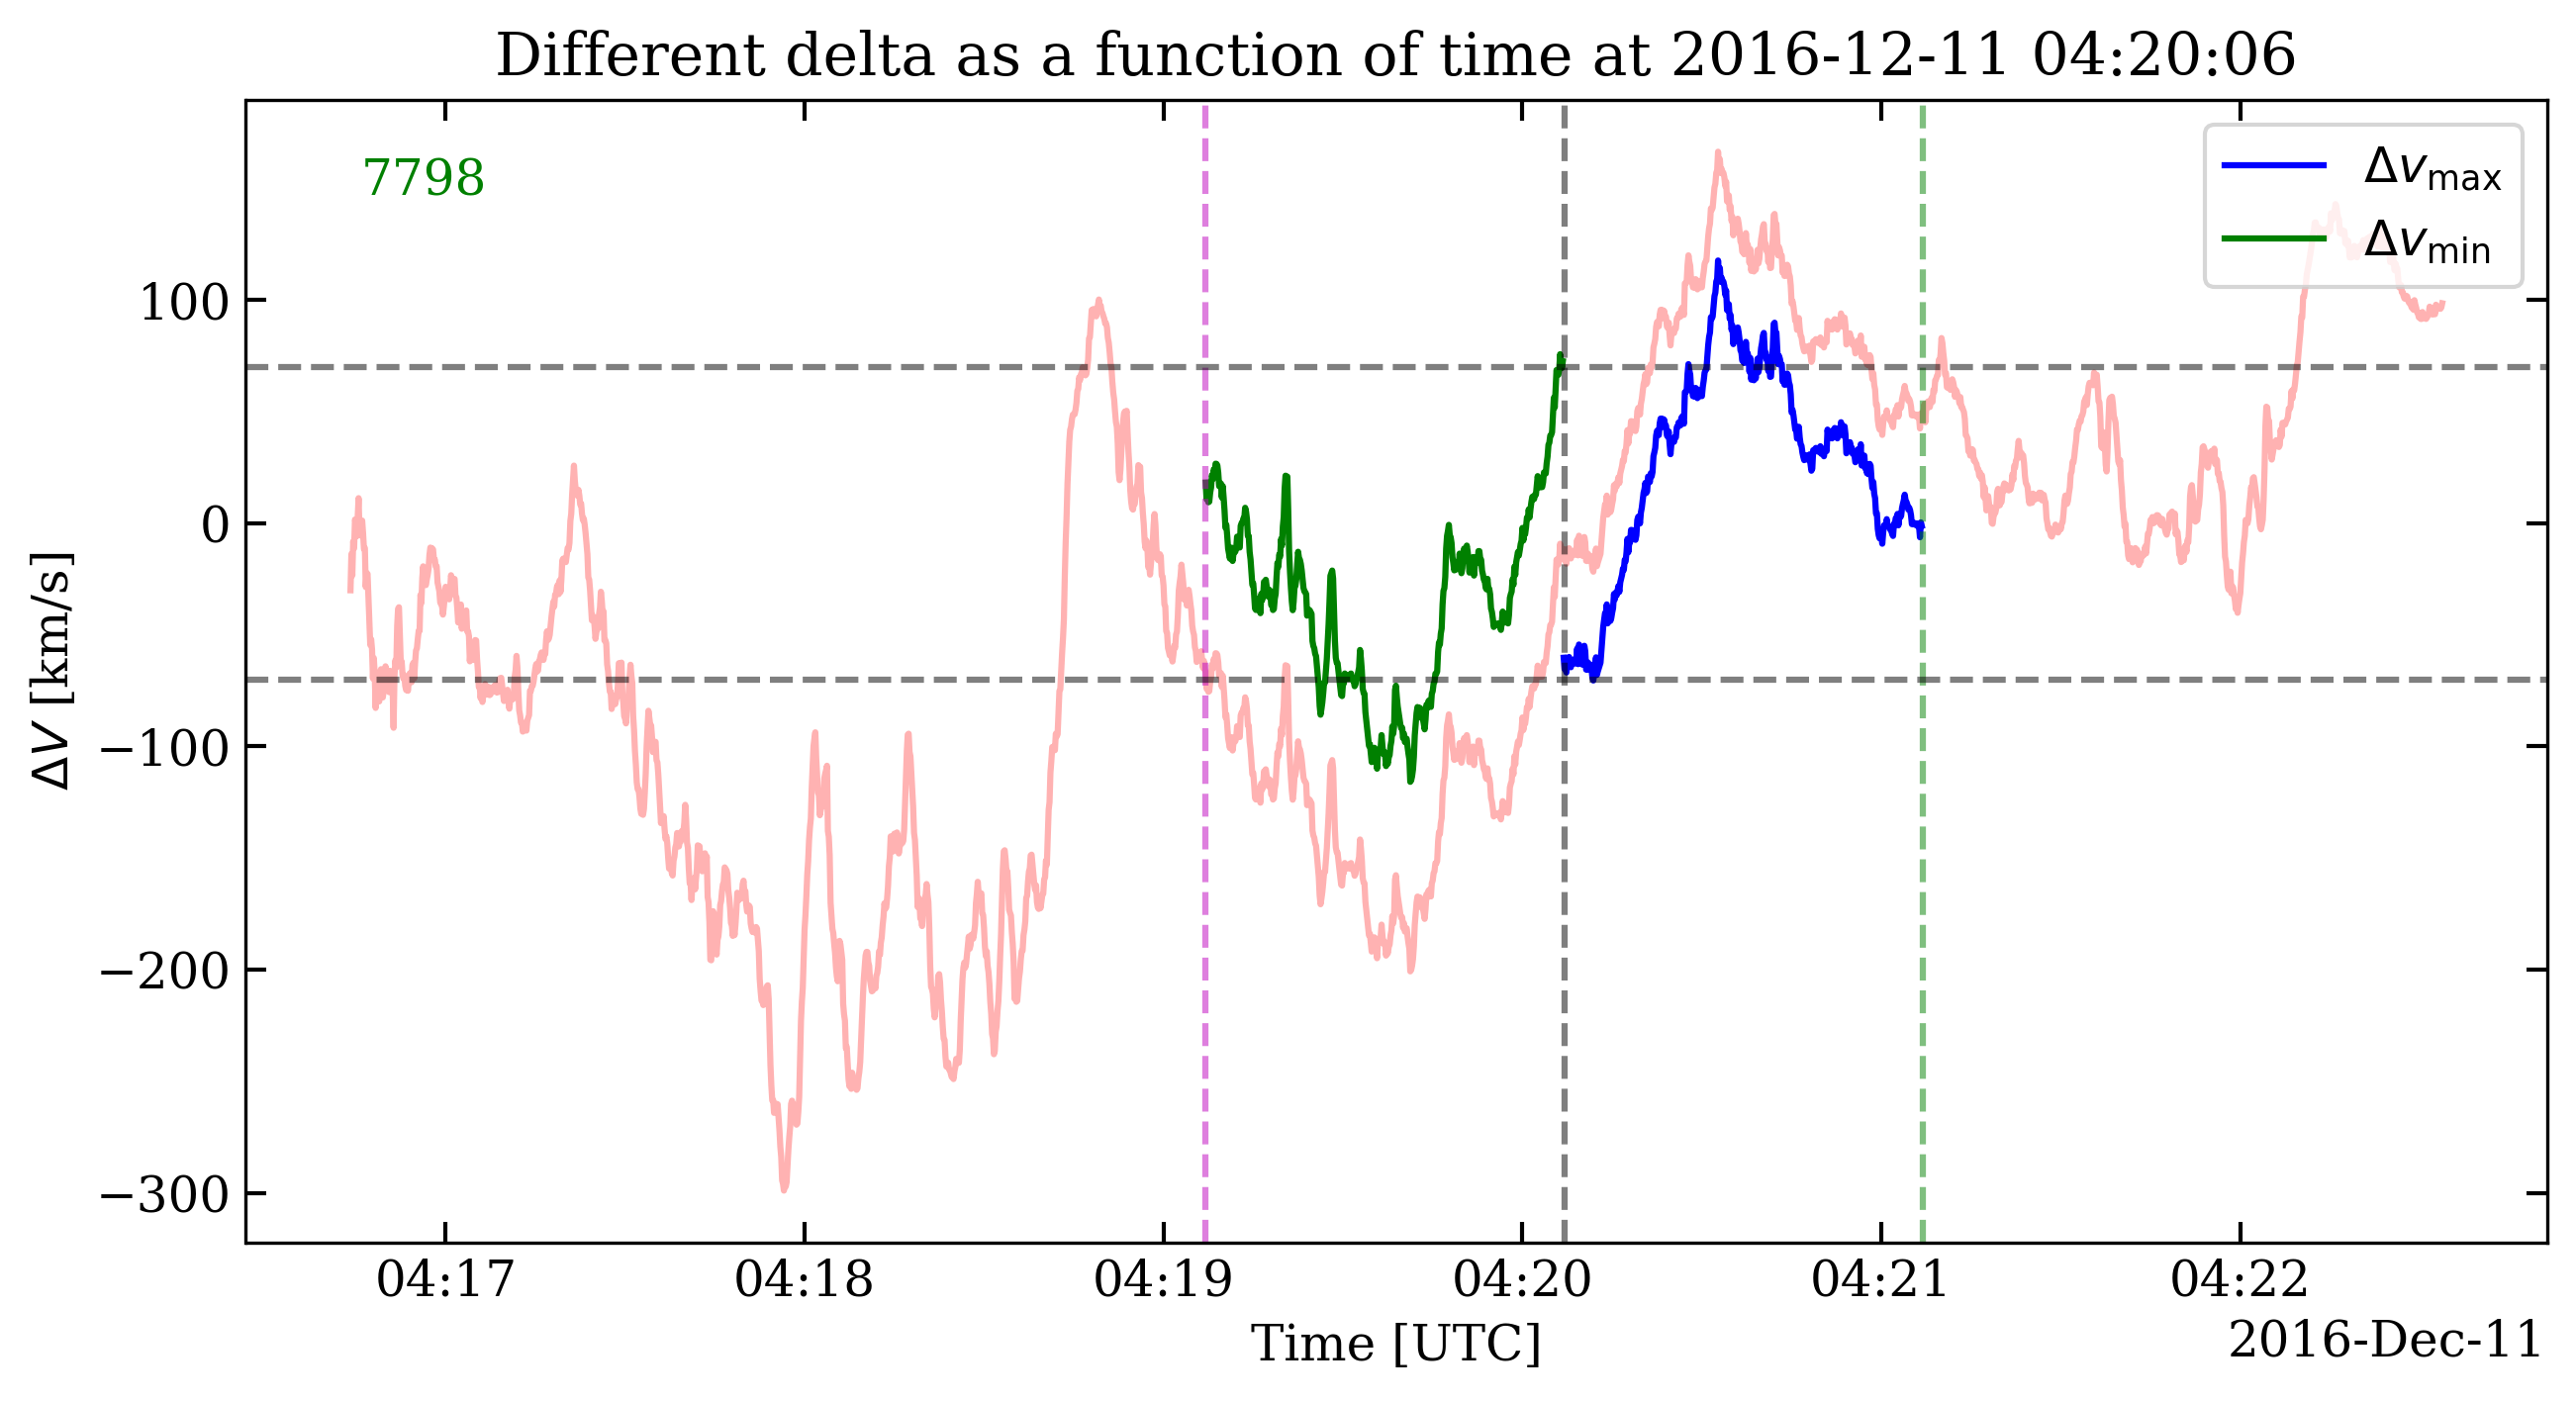 Different delta as a function of time at 2016-12-11 04:20:06
7798
Δv_max
Δv_min
100
0
−100
−200
−300
ΔV [km/s]
04:17 04:18 04:19 04:20 04:21 04:22
Time [UTC]
2016-Dec-11